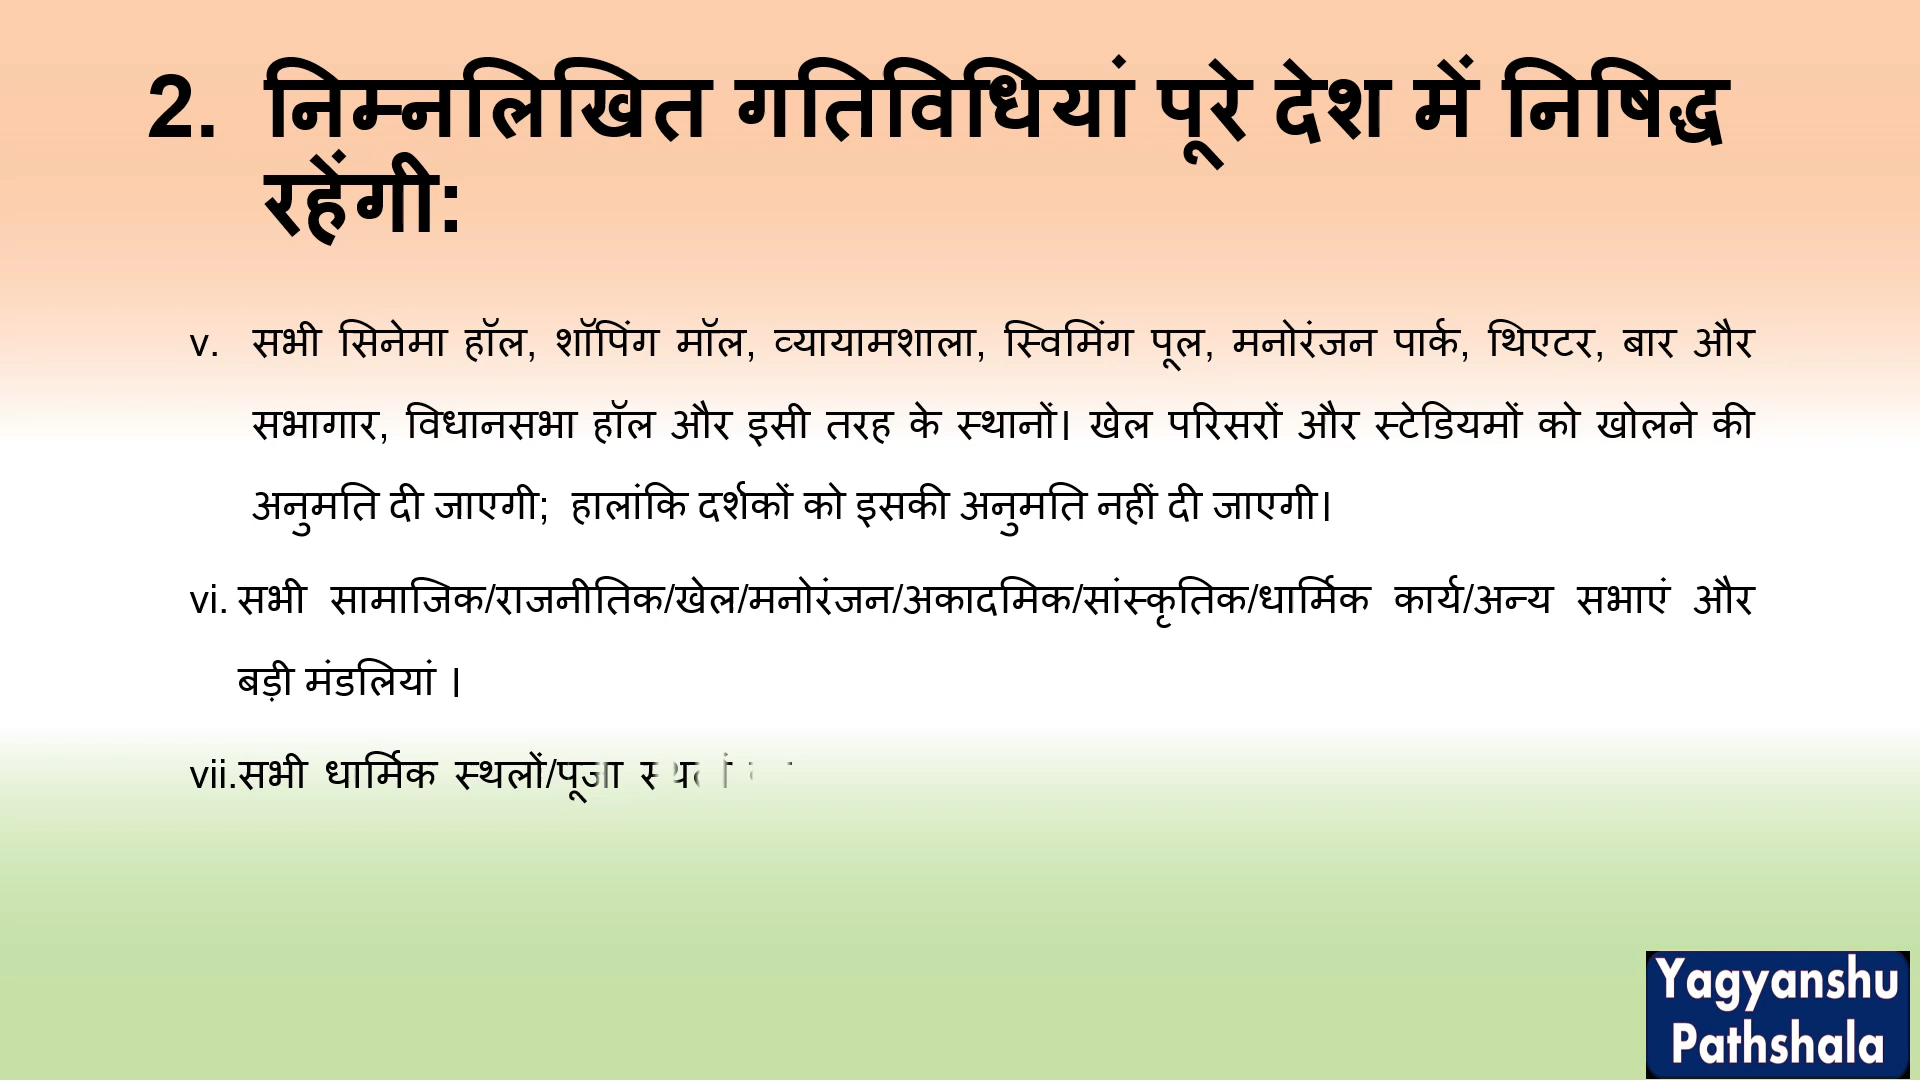 2. निम्नलिखित गतिविधियां पूरे देश में निषिद्ध
रहेंगी:
v. सभी सिनेमा हॉल, शॉपिंग मॉल, व्यायामशाला, स्विमिंग पूल, मनोरंजन पार्क, थिएटर, बार और
सभागार, विधानसभा हॉल और इसी तरह के स्थानों। खेल परिसरों और स्टेडियमों को खोलने की
अनुमति दी जाएगी; हालांकि दर्शकों को इसकी अनुमति नहीं दी जाएगी।
vi. सभी सामाजिक/राजनीतिक/खेल/मनोरंजन/अकादमिक/सांस्कृतिक/धार्मिक कार्य/अन्य सभाएं और
बड़ी मंडलियां ।
vii.सभी धार्मिक स्थलों/पूजा
Yagyanshu
Pathshala